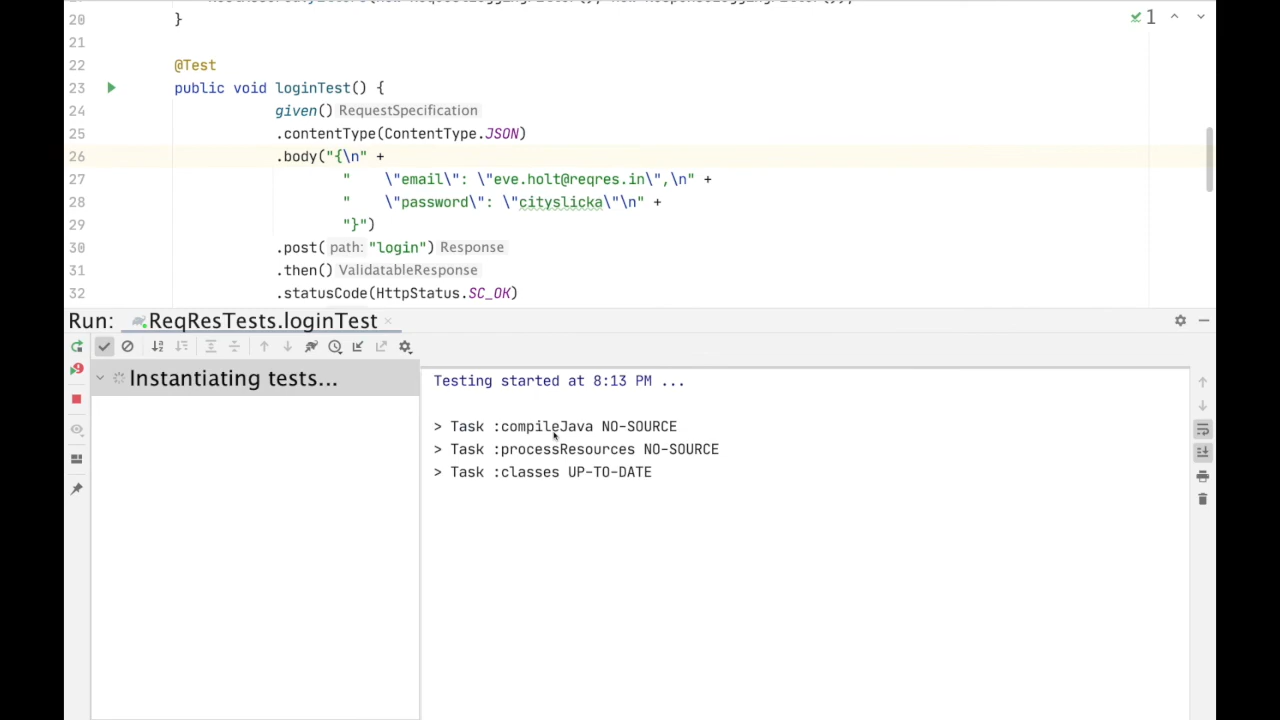 20 }
1
21
22 @Test
23 public void loginTest() {
24 given() RequestSpecification
25 .contentType(ContentType.JSON)
26 .body("{\n" +
27 "    \"email\": \"eve.holt@reqres.in\",\n" +
28 "    \"password\": \"cityslicka\"\n" +
29 "}")
30 .post( path: "login") Response
31 .then() ValidatableResponse
32 .statusCode(HttpStatus.SC_OK)
Run: ReqResTests.loginTest
9
Instantiating tests...
Testing started at 8:13 PM ...
> Task :compileJava NO-SOURCE
> Task :processResources NO-SOURCE
> Task :classes UP-TO-DATE